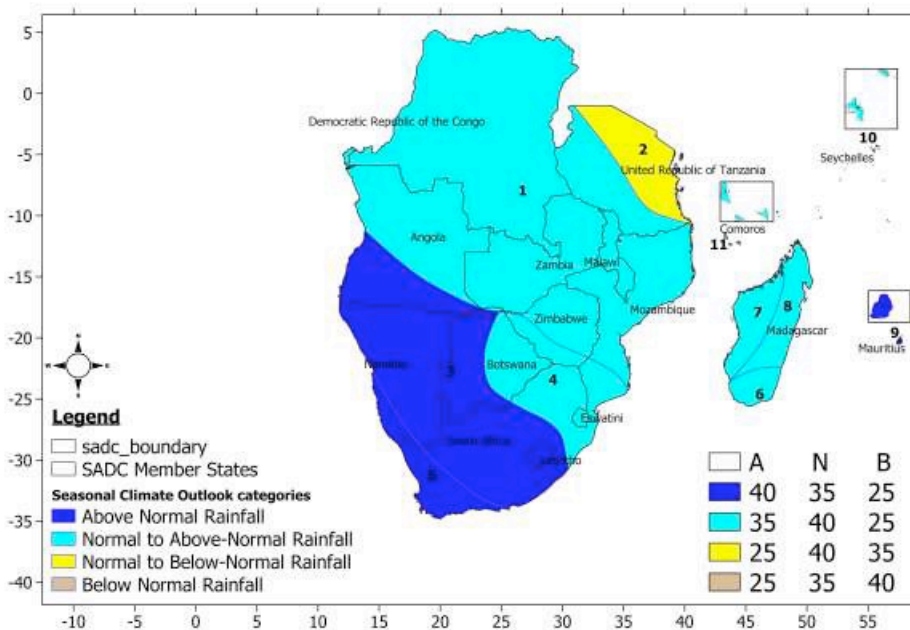 5
0
-5
-10
-15
-20
-25
-30
-35
-40
-10
-5
0
5
10
15
20
25
30
35
40
45
50
55
Democratic Republic of the Congo
1
2
United Republic of Tanzania
10
Seychelles
Comoros
11
Angola
Zambia
Malawi
Mozambique
Zimbabwe
7
8
Madagascar
6
9
Mauritius
Namibia
3
Botswana
4
Eswatini
South Africa
Lesotho
5
N
W
E
S
Legend
sadc_boundary
SADC Member States
Seasonal Climate Outlook categories
Above Normal Rainfall
Normal to Above-Normal Rainfall
Normal to Below-Normal Rainfall
Below Normal Rainfall
A N B
40 35 25
35 40 25
25 40 35
25 35 40